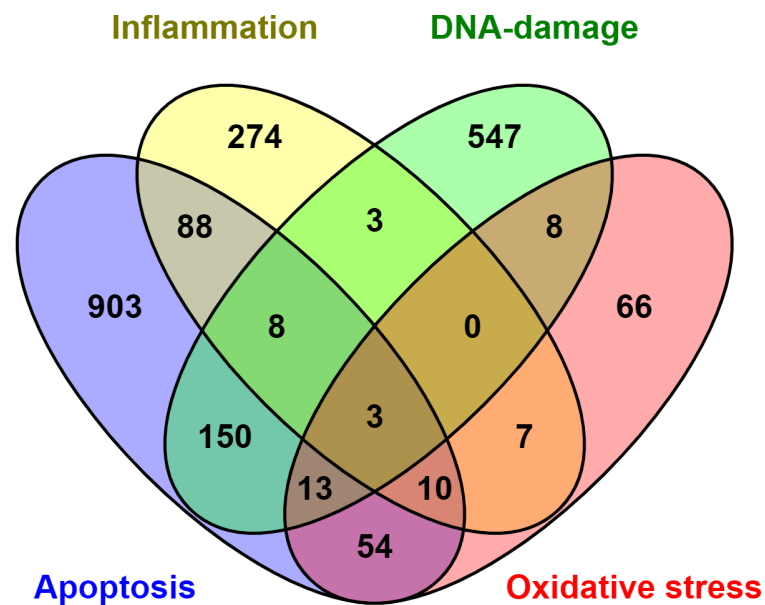 Inflammation DNA-damage
274 547
88 3 8
903 8 0 66
150 3 7
13 10
54
Apoptosis Oxidative stress